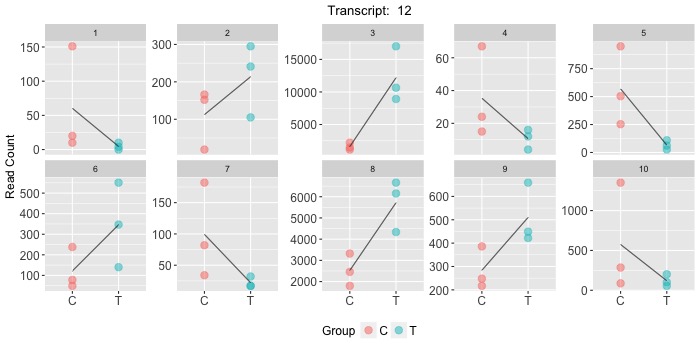 Transcript: 12
Read Count
1 2 3 4 5
150 100 50 0
300 200 100
15000 10000 5000
60 40 20
750 500 250 0
6 7 8 9 10
500 400 300 200 100
150 100 50
6000 5000 4000 3000 2000
600 500 400 300 200
1000 500 0
C T C T C T C T C T
Group C T